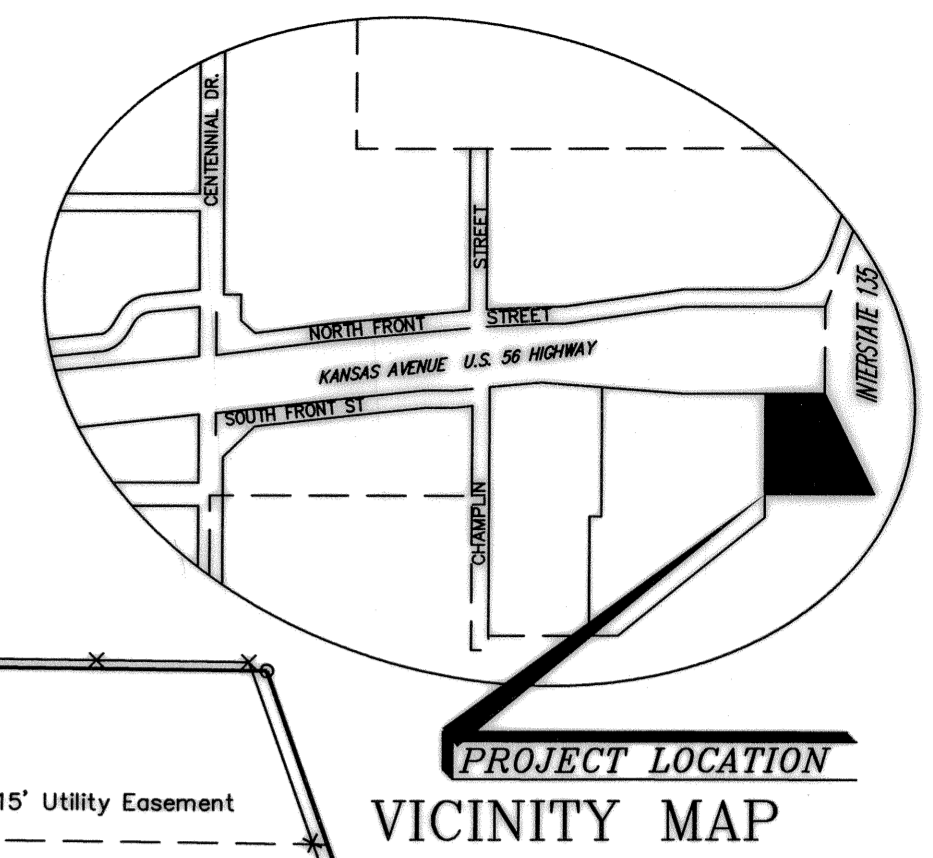 CENTENNIAL DR.
STREET
INTERSTATE 135
NORTH FRONT STREET
KANSAS AVENUE U.S. 56 HIGHWAY
SOUTH FRONT ST
CHAMPLIN
PROJECT LOCATION
15' Utility Easement
VICINITY MAP